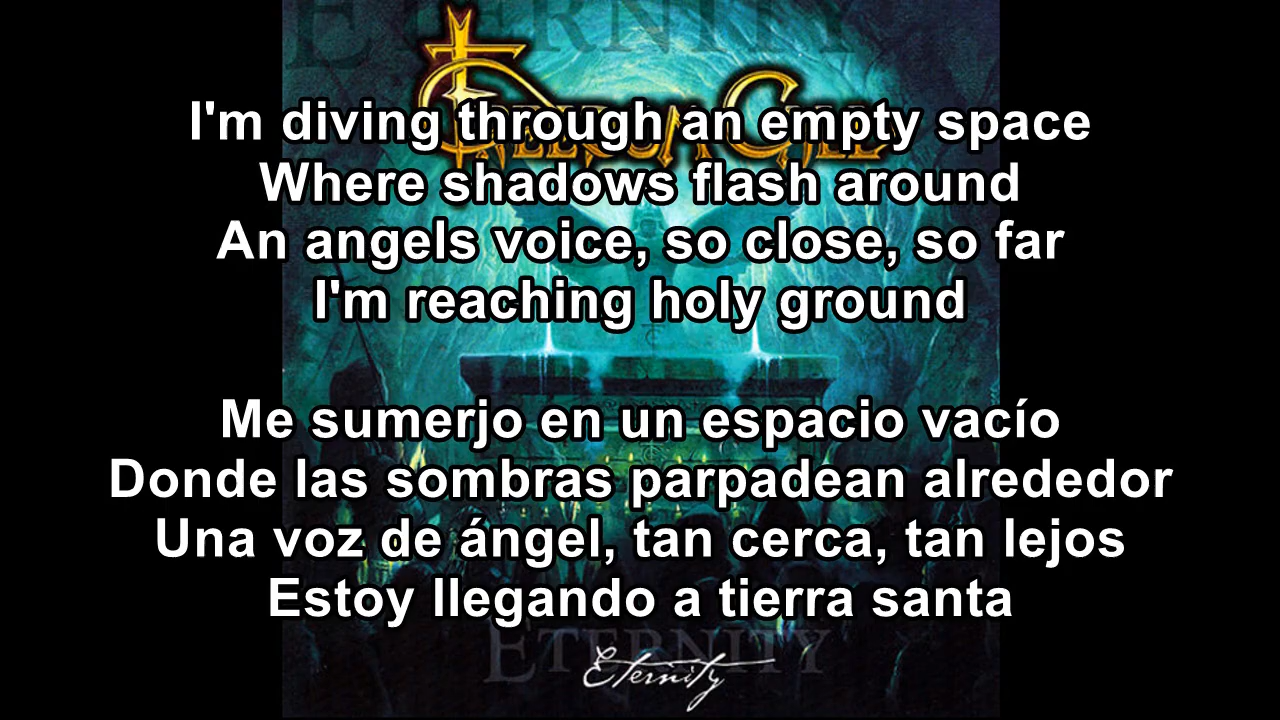 ETERNITY
I'm diving through an empty space
Where shadows flash around
An angels voice, so close, so far
I'm reaching holy ground
Me sumerjo en un espacio vacío
Donde las sombras parpadean alrededor
Una voz de ángel, tan cerca, tan lejos
Estoy llegando a tierra santa
ETERNITY
Eternity